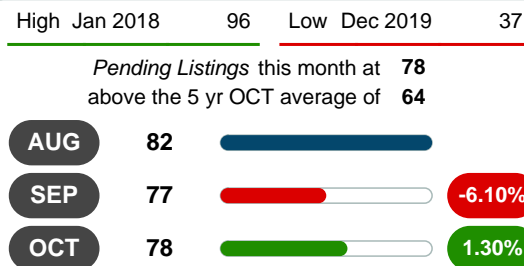 High Jan 2018 96 Low Dec 2019 37
Pending Listings this month at 78
above the 5 yr OCT average of 64
AUG 82
SEP 77 -6.10%
OCT 78 1.30%